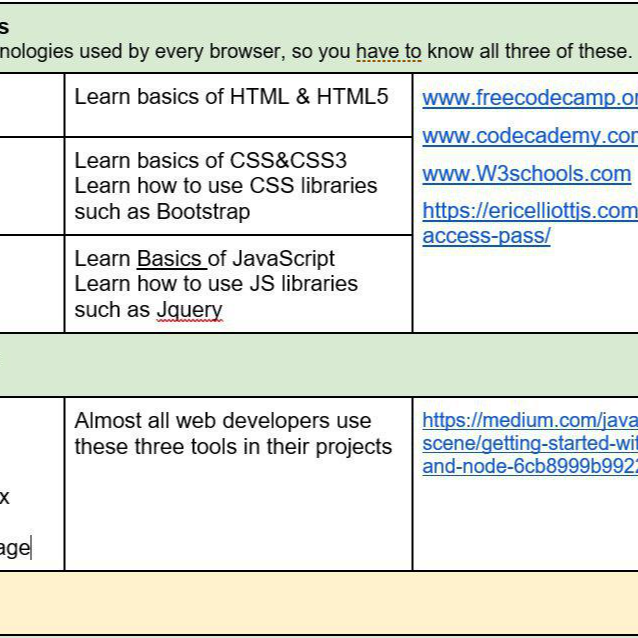 s
nologies used by every browser, so you have to know all three of these.
Learn basics of HTML & HTML5
www.freecodecamp.or
www.codecademy.com
www.W3schools.com
https://ericelliottjs.com
access-pass/
Learn basics of CSS&CSS3
Learn how to use CSS libraries
such as Bootstrap
Learn Basics of JavaScript
Learn how to use JS libraries
such as Jquery
x
age
Almost all web developers use
these three tools in their projects
https://medium.com/java
scene/getting-started-wit
and-node-6cb8999b992